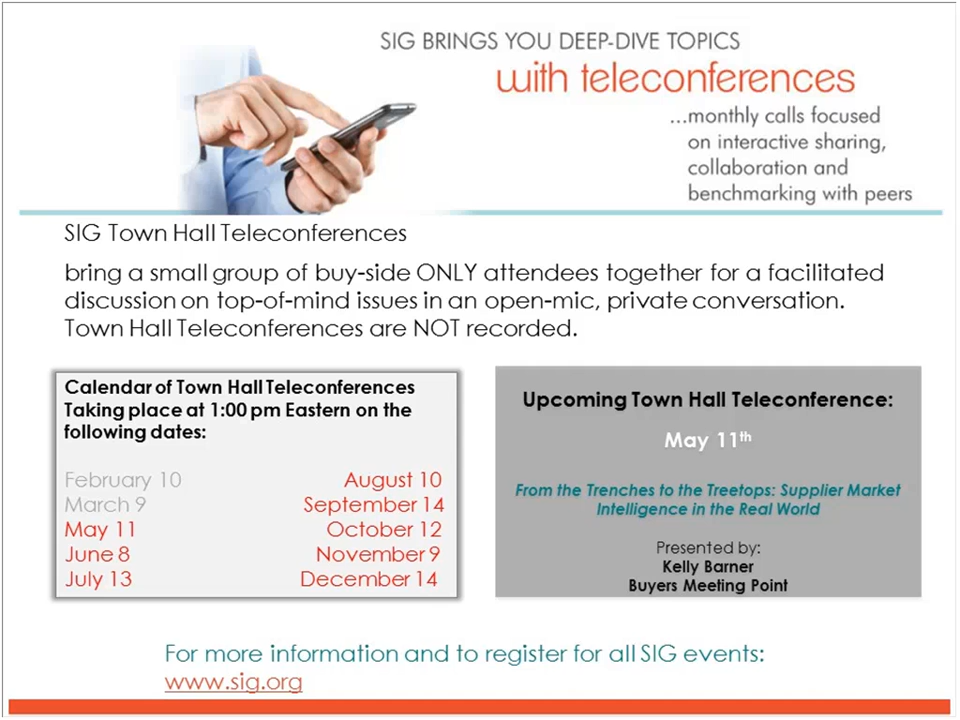 SIG BRINGS YOU DEEP-DIVE TOPICS
with teleconferences
...monthly calls focused
on interactive sharing,
collaboration and
benchmarking with peers
SIG Town Hall Teleconferences
bring a small group of buy-side ONLY attendees together for a facilitated
discussion on top-of-mind issues in an open-mic, private conversation.
Town Hall Teleconferences are NOT recorded.
Calendar of Town Hall Teleconferences
Taking place at 1:00 pm Eastern on the
following dates:
February 10
March 9
May 11
June 8
July 13
August 10
September 14
October 12
November 9
December 14
Upcoming Town Hall Teleconference:
May 11th
From the Trenches to the Treetops: Supplier Market
Intelligence in the Real World
Presented by:
Kelly Barner
Buyers Meeting Point
For more information and to register for all SIG events:
www.sig.org